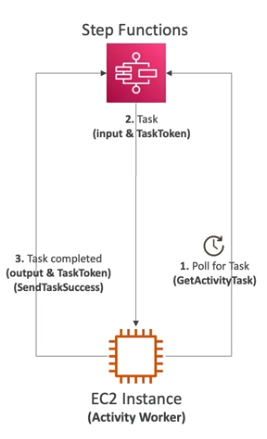 Step Functions
2. Task
(input & TaskToken)
3. Task completed
(output & TaskToken)
(SendTaskSuccess)
1. Poll for Task
(GetActivityTask)
EC2 Instance
(Activity Worker)